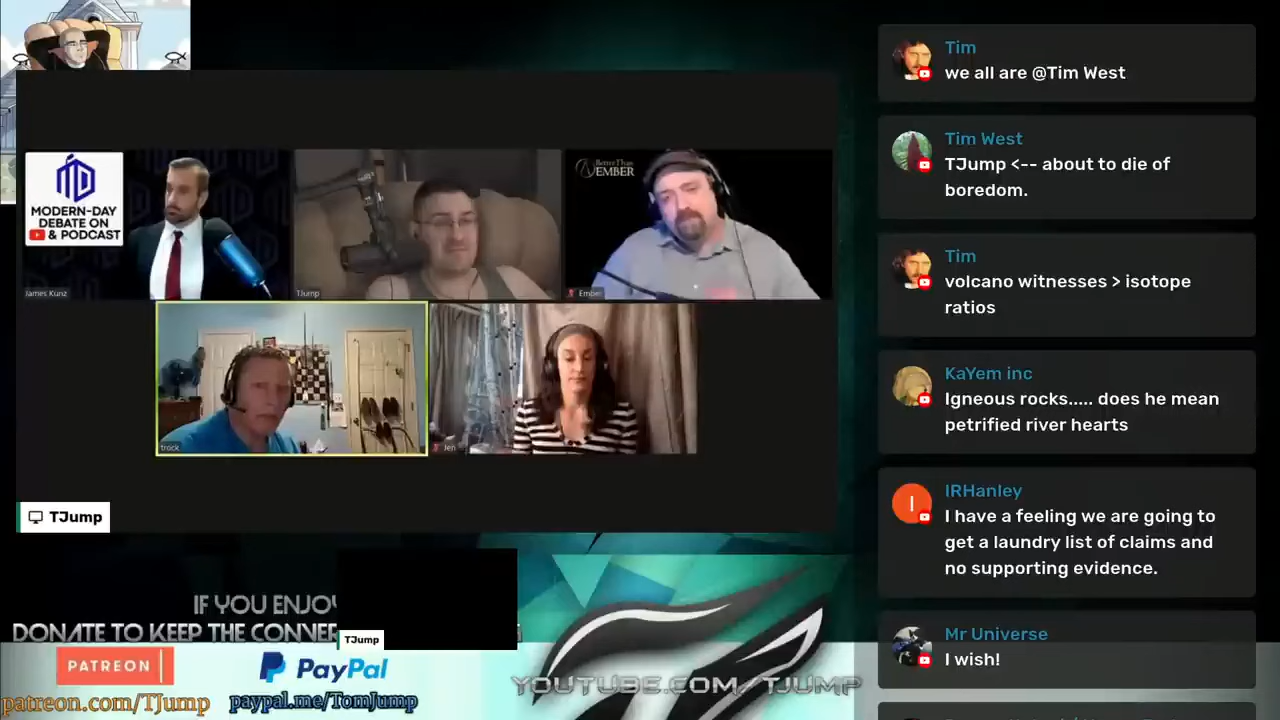 MODERN-DAY
DEBATE ON
& PODCAST
James Kunz
TJump
Better Than
EMBER
Ember
trock
Jen
TJump
IF YOU ENJOY
DONATE TO KEEP THE CONVER
TJump
PATREON
PayPal
patreon.com/TJump
paypal.me/TomJump
YOUTUBE.COM/TJUMP
Tim
we all are @Tim West
Tim West
TJump <-- about to die of
boredom.
Tim
volcano witnesses > isotope
ratios
KaYem inc
Igneous rocks..... does he mean
petrified river hearts
IRHanley
I have a feeling we are going to
get a laundry list of claims and
no supporting evidence.
Mr Universe
I wish!